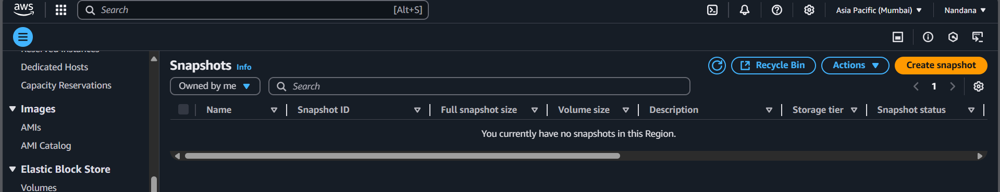 aws Search [Alt+S] Asia Pacific (Mumbai) Nandana
Reserved Instances
Dedicated Hosts
Capacity Reservations
Images
AMIs
AMI Catalog
Elastic Block Store
Volumes
Snapshots Info Recycle Bin Actions Create snapshot
Owned by me Search 1
Name Snapshot ID Full snapshot size Volume size Description Storage tier Snapshot status
You currently have no snapshots in this Region.